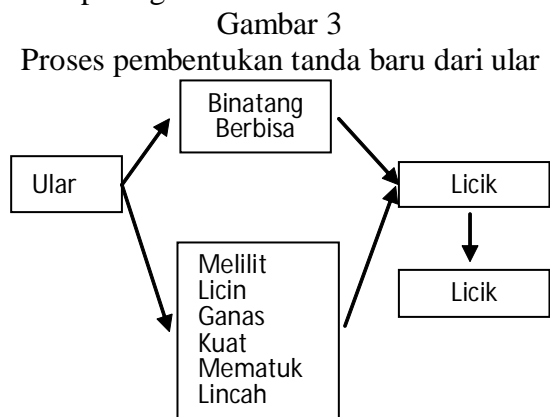 Gambar 3
Proses pembentukan tanda baru dari ular
Binatang
Berbisa
Ular
Licik
Melilit
Licin
Ganas
Kuat
Mematuk
Lincah
Licik